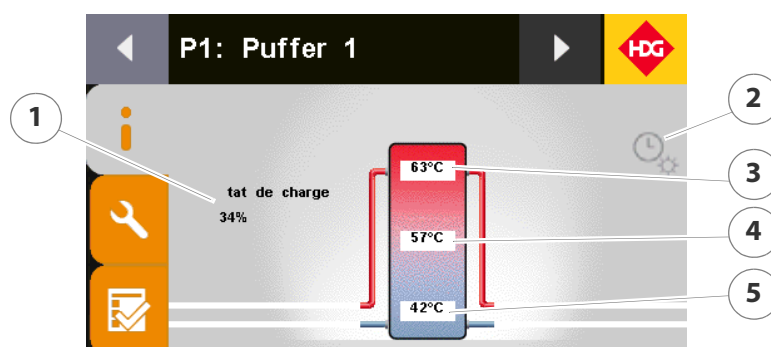 P1: Puffer 1
HDG
1
2
tat de charge
34%
63°C
3
57°C
4
42°C
5